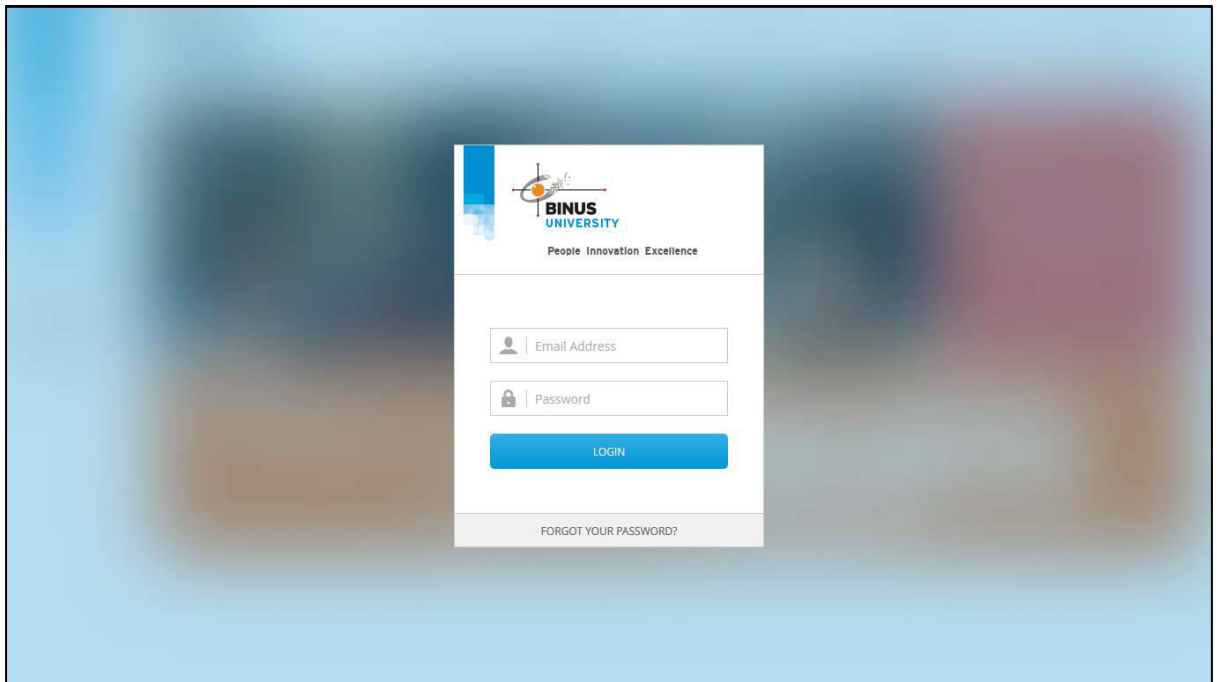 BINUS
UNIVERSITY
People Innovation Excellence
Email Address
Password
LOGIN
FORGOT YOUR PASSWORD?